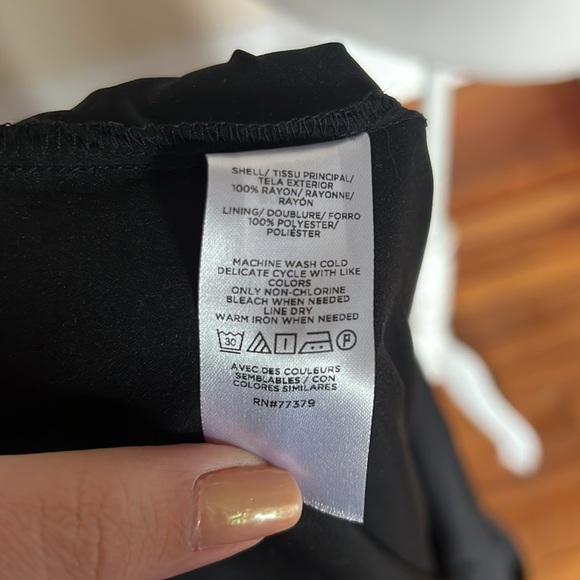 SHELL/ TISSU PRINCIPAL/
TELA EXTERIOR
100% RAYON/ RAYONNE/
RAYÓN
LINING/ DOUBLURE/ FORRO
100% POLYESTER/
POLIÉSTER
MACHINE WASH COLD
DELICATE CYCLE WITH LIKE
COLORS
ONLY NON-CHLORINE
BLEACH WHEN NEEDED
LINE DRY
WARM IRON WHEN NEEDED
30 P
AVEC DES COULEURS
SEMBLABLES / CON
COLORES SIMILARES
RN#77379